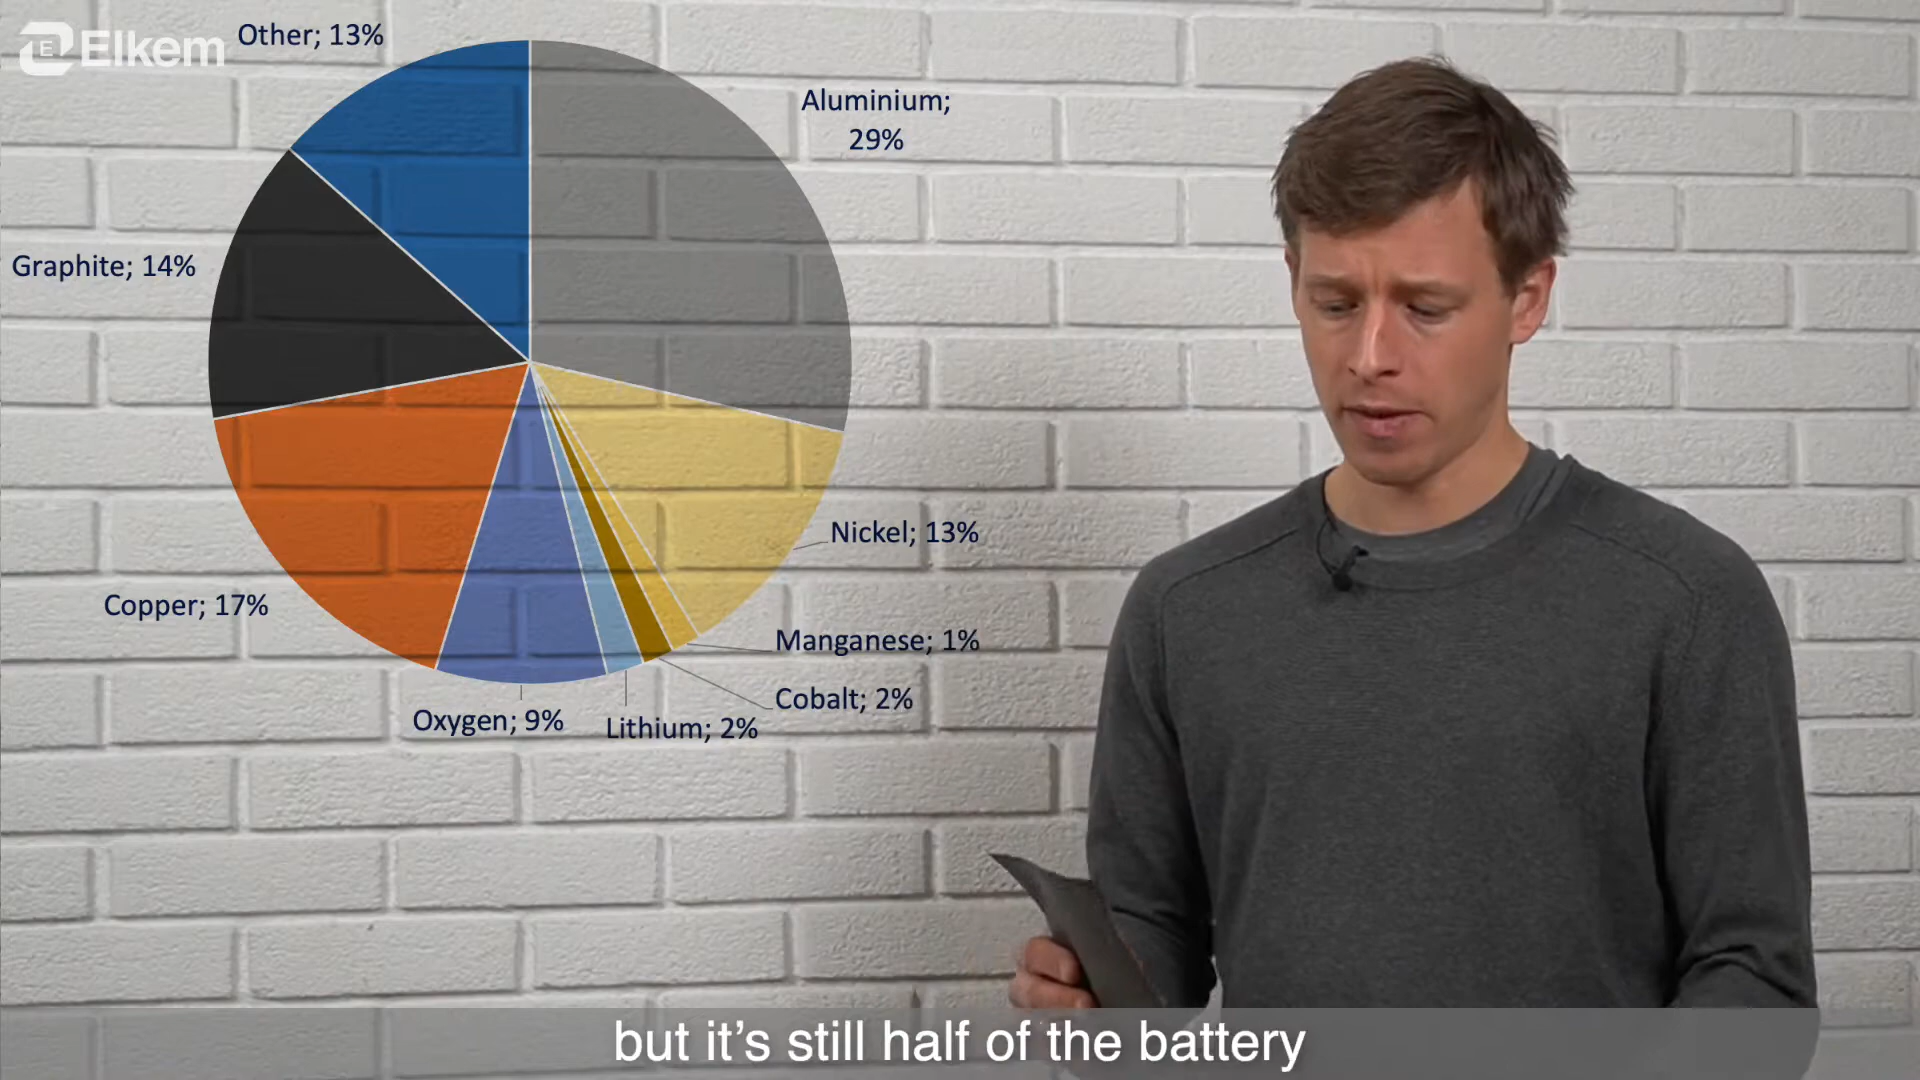 Elkem
Other; 13%
Aluminium;
29%
Graphite; 14%
Nickel; 13%
Copper; 17%
Manganese; 1%
Cobalt; 2%
Oxygen; 9%
Lithium; 2%
but it's still half of the battery